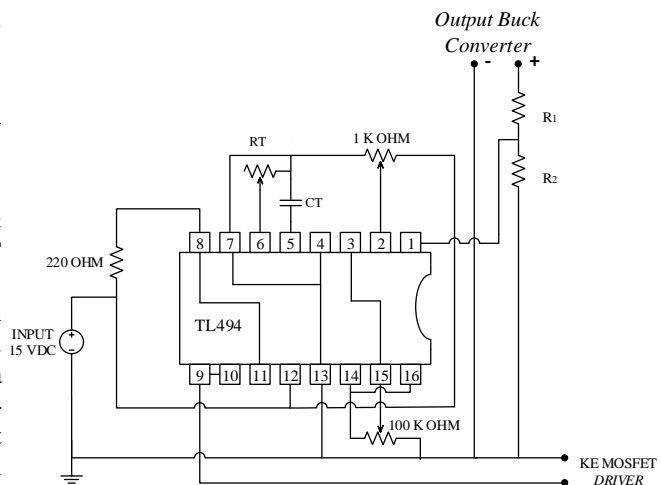 Output Buck
Converter
- +
R1
RT
1 K OHM
R2
CT
8 7 6 5 4 3 2 1
220 OHM
INPUT
15 VDC
+
-
TL494
9 10 11 12 13 14 15 16
100 K OHM
KE MOSFET
DRIVER